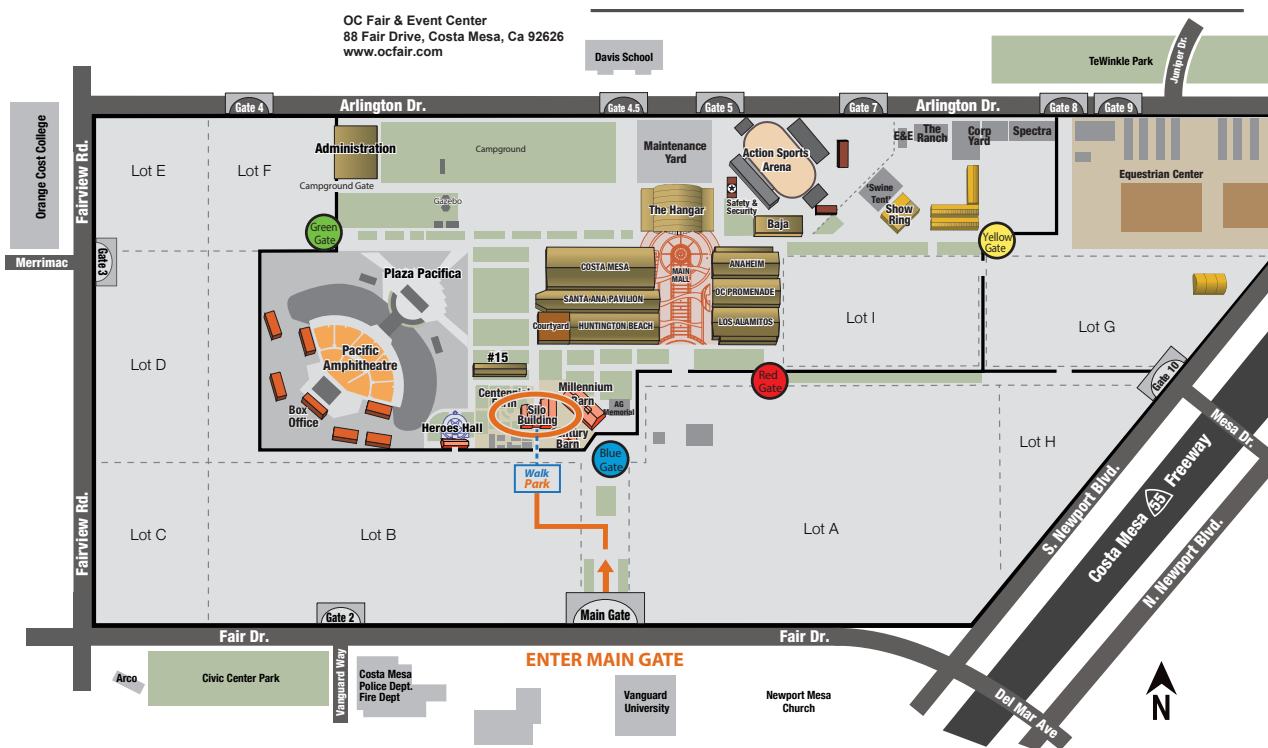 OC Fair & Event Center
88 Fair Drive, Costa Mesa, Ca 92626
www.ocfair.com
Davis School
TeWinkle Park
Juniper Dr.
Gate 4
Arlington Dr.
Gate 4.5
Gate 5
Gate 7
Arlington Dr.
Gate 8
Gate 9
Orange Cost College
Fairview Rd.
Lot E
Lot F
Administration
Campground Gate
Campground
Gazebo
Maintenance
Yard
Action Sports
Arena
E&E
The
Ranch
Corp
Yard
Spectra
Equestrian Center
'Swine
Tent'
Show
Ring
Safety &
Security
The Hangar
Baja
Green
Gate
Yellow
Gate
Merrimac
Gate 3
Plaza Pacifica
COSTA MESA
MAIN
MALL
ANAHEIM
SANTA ANA PAVILION
OC PROMENADE
Courtyard
HUNTINGTON BEACH
LOS ALAMITOS
Lot I
Lot G
Lot D
Pacific
Amphitheatre
#15
Red
Gate
Gate 10
Box
Office
Millennium
Silo
Building
AG
Memorial
Heroes Hall
Barn
Blue
Gate
Lot H
Mesa Dr.
Walk
Park
Fairview Rd.
Lot C
Lot B
Lot A
S. Newport Blvd.
Costa Mesa 55 Freeway
N. Newport Blvd.
Gate 2
Main Gate
Fair Dr.
Fair Dr.
ENTER MAIN GATE
Del Mar Ave
Arco
Civic Center Park
Vanguard Way
Costa Mesa
Police Dept.
Fire Dept
Vanguard
University
Newport Mesa
Church
N